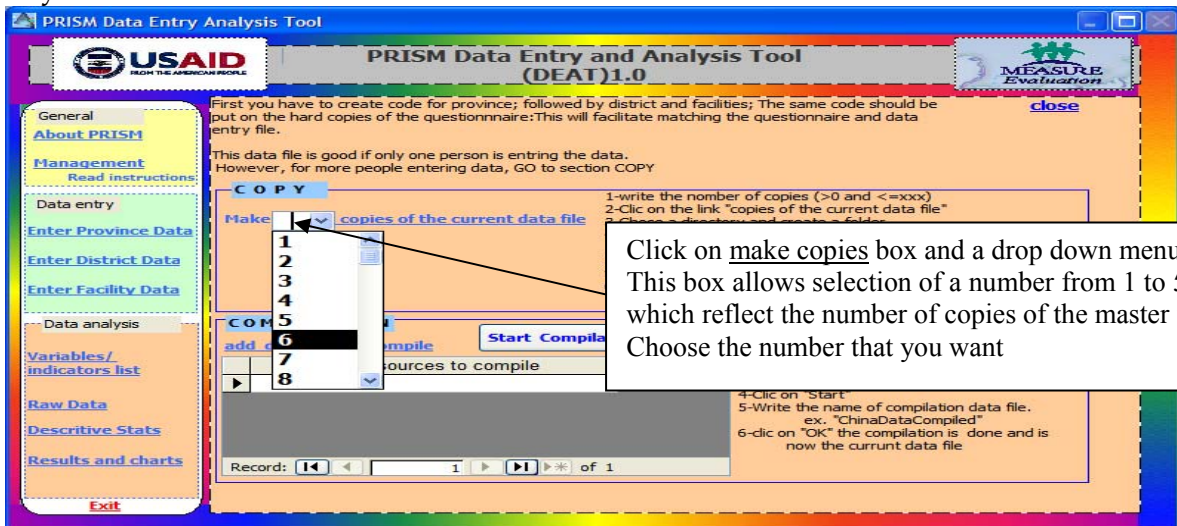 PRISM Data Entry Analysis Tool
USAID
FROM THE AMERICAN PEOPLE
PRISM Data Entry and Analysis Tool
(DEAT)1.0
MEASURE
Evaluation
close
General
About PRISM
Management
Read instructions
Data entry
Enter Province Data
Enter District Data
Enter Facility Data
Data analysis
Variables/
indicators list
Raw Data
Descritive Stats
Results and charts
Exit
First you have to create code for province; followed by district and facilities; The same code should be
put on the hard copies of the questionnnaire:This will facilitate matching the questionnaire and data
entry file.
This data file is good if only one person is entring the data.
However, for more people entering data, GO to section COPY
COPY
Make copies of the current data file
1
2
3
4
5
6
7
8
1-write the nomber of copies (>0 and <=xxx)
2-Clic on the link "copies of the current data file"
Click on make copies box and a drop down menu
This box allows selection of a number from 1 to
which reflect the number of copies of the master
Choose the number that you want
COM N
add mpile
Start Compila
ources to compile
4-Clic on "Start"
5-Write the name of compilation data file.
ex. "ChinaDataCompiled"
6-clic on "OK" the compilation is done and is
now the currunt data file
Record: 1 of 1